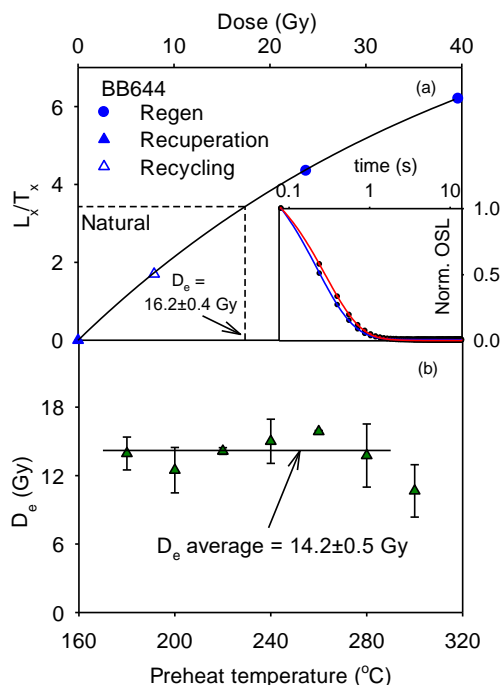 Dose (Gy)
0 10 20 30 40
(a)
BB644
Regen
Recuperation
Recycling
Lₓ/Tₓ
6
4
2
0
time (s)
0.1 1 10
Natural
Dₑ =
16.2±0.4 Gy
Norm. OSL
1.0
0.5
0.0
(b)
Dₑ (Gy)
18
12
6
0
Dₑ average = 14.2±0.5 Gy
160 200 240 280 320
Preheat temperature (°C)